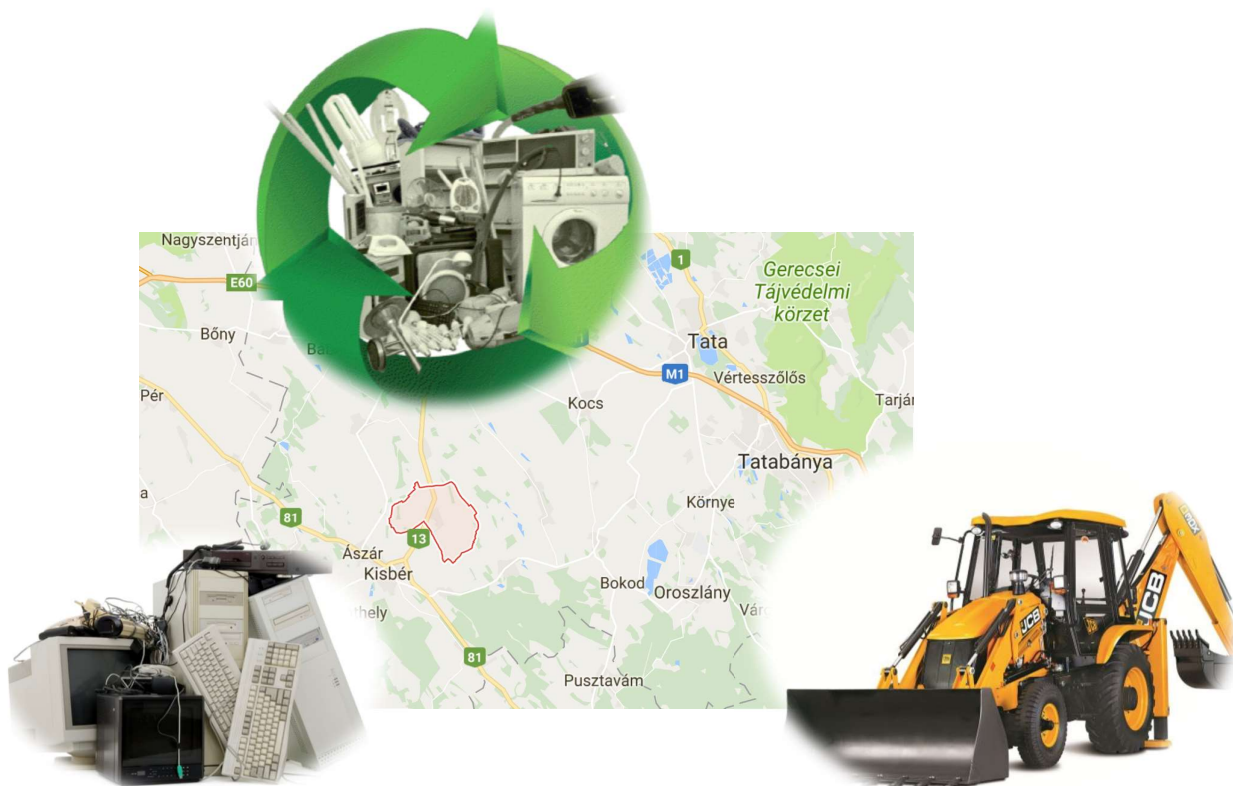 Nagyszentján
E60
1
Gerecsei
Tájvédelmi
körzet
Bőny
Tata
M1
Vértesszőlős
Pér
Kocs
Tarján
Tatabánya
81
Környe
13
Ászár
Kisbér
Bokod
Oroszlány
81
Pusztavám
JCB
JCB
JCB